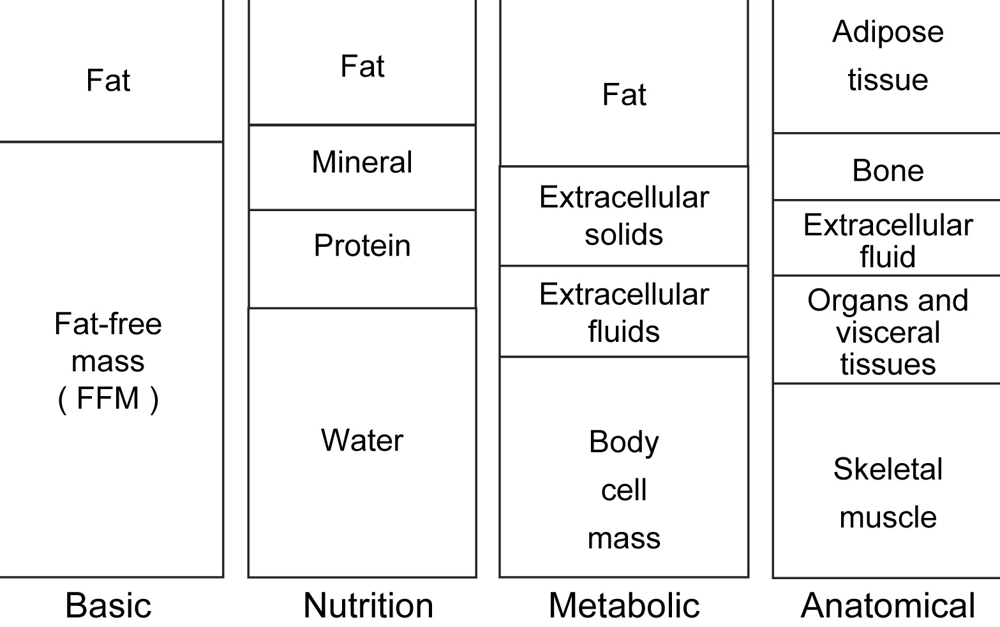 Fat
Fat-free
mass
( FFM )
Basic
Fat
Mineral
Protein
Water
Nutrition
Fat
Extracellular
solids
Extracellular
fluids
Body
cell
mass
Metabolic
Adipose
tissue
Bone
Extracellular
fluid
Organs and
visceral
tissues
Skeletal
muscle
Anatomical